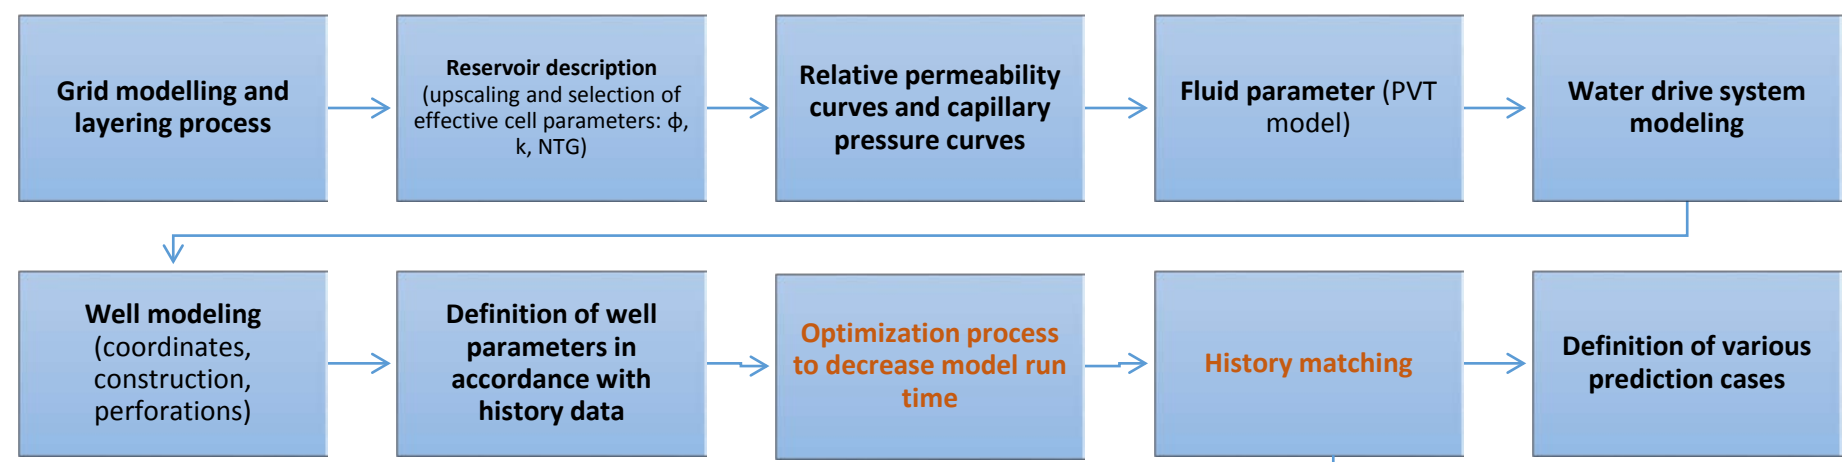 Grid modelling and
layering process
Reservoir description
(upscaling and selection of
effective cell parameters: ϕ,
k, NTG)
Relative permeability
curves and capillary
pressure curves
Fluid parameter (PVT
model)
Water drive system
modeling
Well modeling
(coordinates,
construction,
perforations)
Definition of well
parameters in
accordance with
history data
Optimization process
to decrease model run
time
History matching
Definition of various
prediction cases